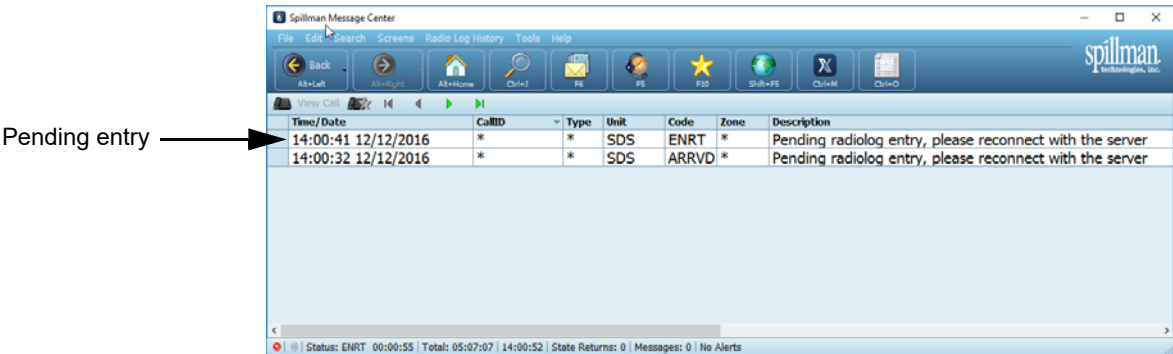 Spillman Message Center
File Edit Search Screens Radio Log History Tools Help
Back
Alt+Left Alt+Right Alt+Home Ctrl+J F6 F5 F10 Shift+F5 Ctrl+M Ctrl+O
spillman
technologies, inc.
View Call
Time/Date CallID Type Unit Code Zone Description
Pending entry
14:00:41 12/12/2016 * * SDS ENRT * Pending radiolog entry, please reconnect with the server
14:00:32 12/12/2016 * * SDS ARRVD * Pending radiolog entry, please reconnect with the server
Status: ENRT 00:00:55 Total: 05:07:07 14:00:52 State Returns: 0 Messages: 0 No Alerts